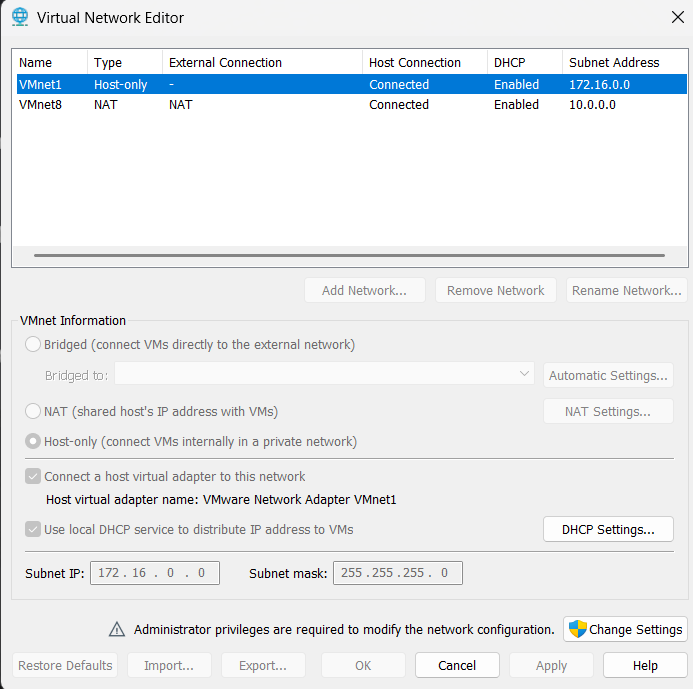 Virtual Network Editor
Name Type External Connection Host Connection DHCP Subnet Address
VMnet1 Host-only - Connected Enabled 172.16.0.0
VMnet8 NAT NAT Connected Enabled 10.0.0.0
Add Network... Remove Network Rename Network...
VMnet Information
Bridged (connect VMs directly to the external network)
Bridged to: Automatic Settings...
NAT (shared host's IP address with VMs) NAT Settings...
Host-only (connect VMs internally in a private network)
Connect a host virtual adapter to this network
Host virtual adapter name: VMware Network Adapter VMnet1
Use local DHCP service to distribute IP address to VMs DHCP Settings...
Subnet IP: 172 . 16 . 0 . 0 Subnet mask: 255 . 255 . 255 . 0
Administrator privileges are required to modify the network configuration. Change Settings
Restore Defaults Import... Export... OK Cancel Apply Help